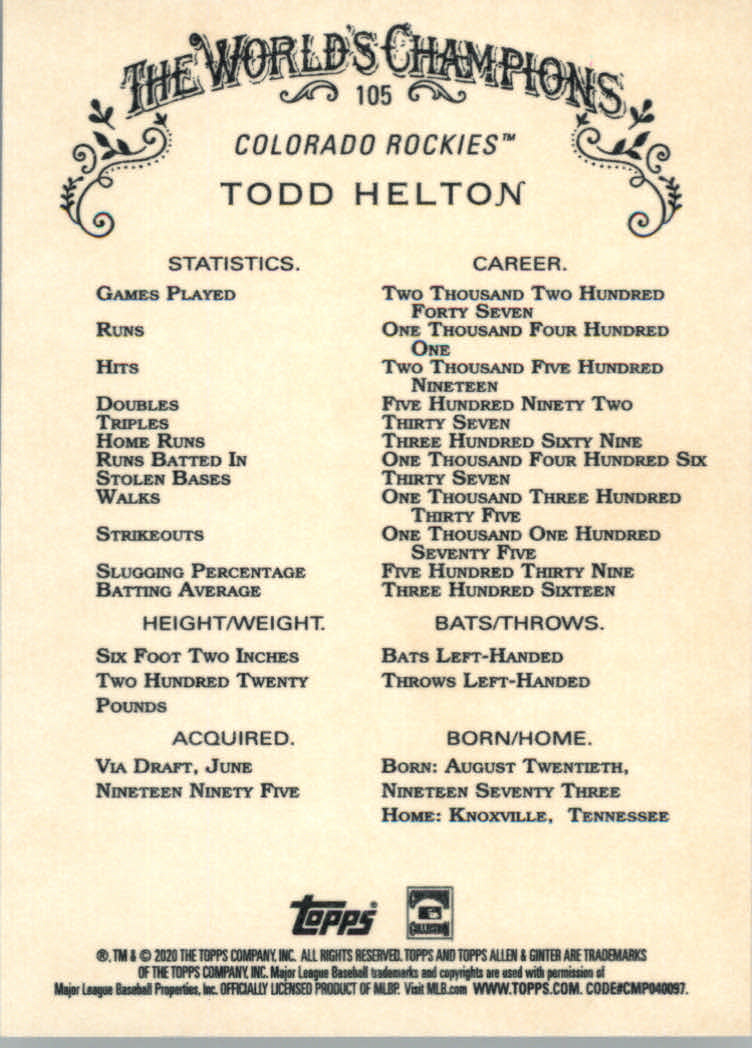 THE WORLD'S CHAMPIONS
105
COLORADO ROCKIES™
TODD HELTON
STATISTICS. CAREER.
GAMES PLAYED TWO THOUSAND TWO HUNDRED
FORTY SEVEN
RUNS ONE THOUSAND FOUR HUNDRED
ONE
HITS TWO THOUSAND FIVE HUNDRED
NINETEEN
DOUBLES FIVE HUNDRED NINETY TWO
TRIPLES THIRTY SEVEN
HOME RUNS THREE HUNDRED SIXTY NINE
RUNS BATTED IN ONE THOUSAND FOUR HUNDRED SIX
STOLEN BASES THIRTY SEVEN
WALKS ONE THOUSAND THREE HUNDRED
THIRTY FIVE
STRIKEOUTS ONE THOUSAND ONE HUNDRED
SEVENTY FIVE
SLUGGING PERCENTAGE FIVE HUNDRED THIRTY NINE
BATTING AVERAGE THREE HUNDRED SIXTEEN
HEIGHT/WEIGHT. BATS/THROWS.
SIX FOOT TWO INCHES BATS LEFT-HANDED
TWO HUNDRED TWENTY THROWS LEFT-HANDED
POUNDS
ACQUIRED. BORN/HOME.
VIA DRAFT, JUNE BORN: AUGUST TWENTIETH,
NINETEEN NINETY FIVE NINETEEN SEVENTY THREE
HOME: KNOXVILLE, TENNESSEE
Topps® COOPERSTOWN COLLECTION
®, TM & © 2020 THE TOPPS COMPANY, INC. ALL RIGHTS RESERVED. TOPPS AND TOPPS ALLEN & GINTER ARE TRADEMARKS
OF THE TOPPS COMPANY, INC. Major League Baseball trademarks and copyrights are used with permission of
Major League Baseball Properties, Inc. OFFICIALLY LICENSED PRODUCT OF MLBP. Visit MLB.com WWW.TOPPS.COM. CODE#CMP040097.